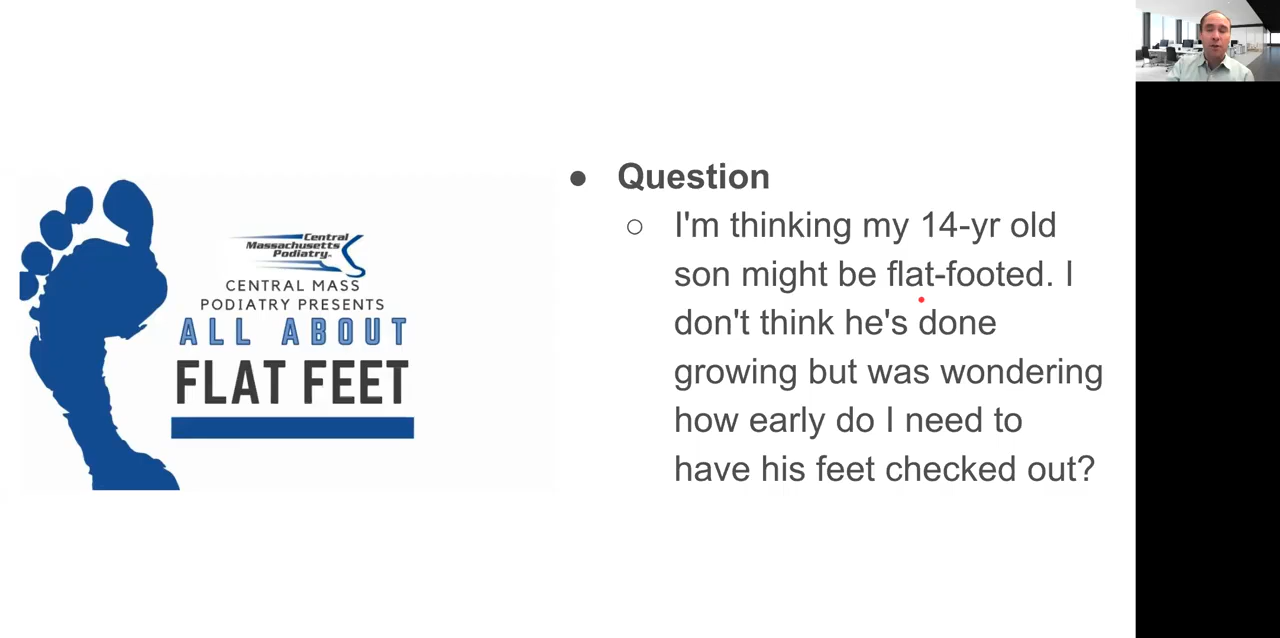 Central
Massachusetts
Podiatry
CENTRAL MASS
PODIATRY PRESENTS
ALL ABOUT
FLAT FEET
● Question
○ I'm thinking my 14-yr old
son might be flat-footed. I
don't think he's done
growing but was wondering
how early do I need to
have his feet checked out?